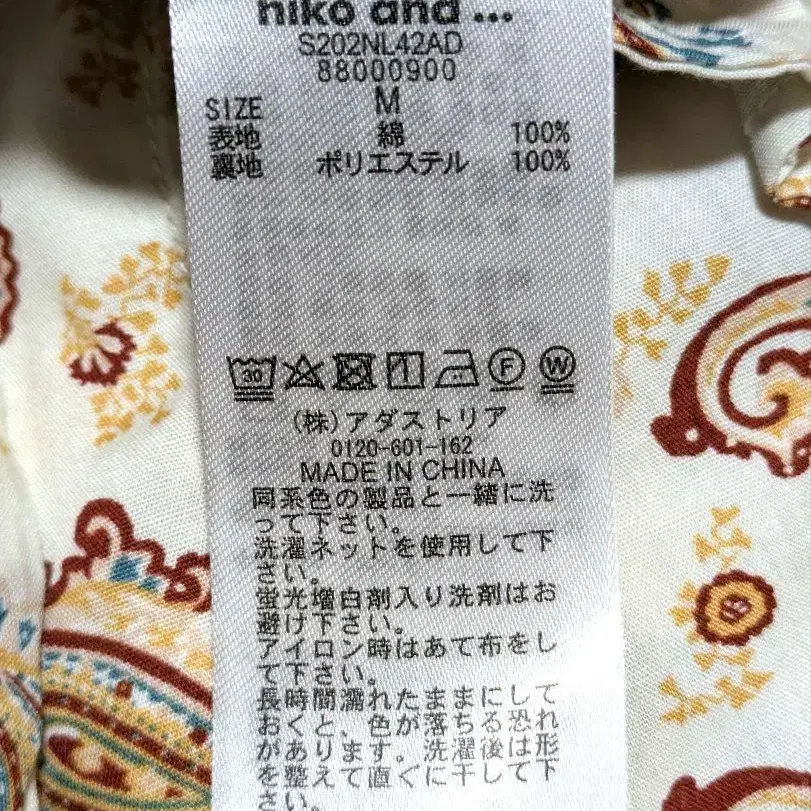 niko and ...
S202NL42AD
88000900
SIZE M
表地 綿 100%
裏地 ポリエステル 100%
30 F W
(株)アダストリア
0120-601-162
MADE IN CHINA
同系色の製品と一緒に洗
って下さい。
洗濯ネットを使用して下
さい。
蛍光増白剤入り洗剤はお
避け下さい。
アイロン時はあて布をし
て下さい。
長時間濡れたままにして
おくと、色が落ちる恐れ
があります。洗濯後は形
を整えて直ぐに干して下
さい。